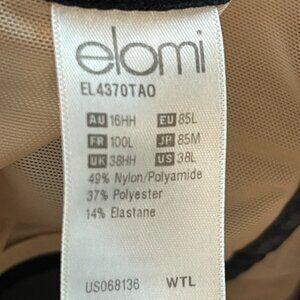 elomi
EL4370TAO
AU 16HH EU 85L
FR 100L JP 85M
UK 38HH US 38L
49% Nylon/Polyamide
37% Polyester
14% Elastane
US068136 WTL